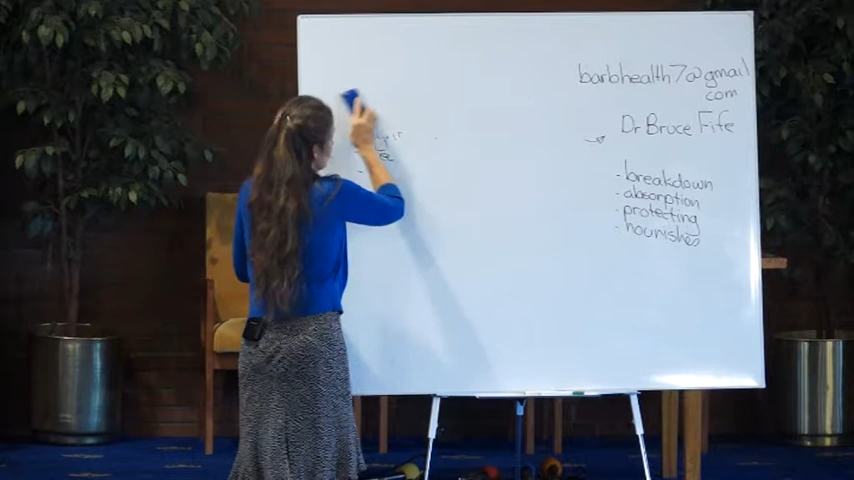 barbhealth7@gmail
com
Dr Bruce Fife
· breakdown
· absorption
· protecting
· nourishes